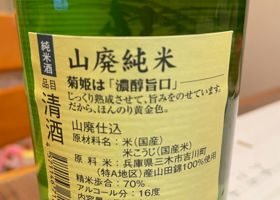 純米酒
品目
清酒
山廃純米
菊姫は「濃醇旨口」
じっくり熟成させて、旨みをのせています。
だから、ほんのり黄金色。
山廃仕込
原材料名：米（国産）
米こうじ（国産米）
原料米：兵庫県三木市吉川町
（特A地区）産山田錦100％使用
精米歩合：70％
アルコール分：16度
内容量